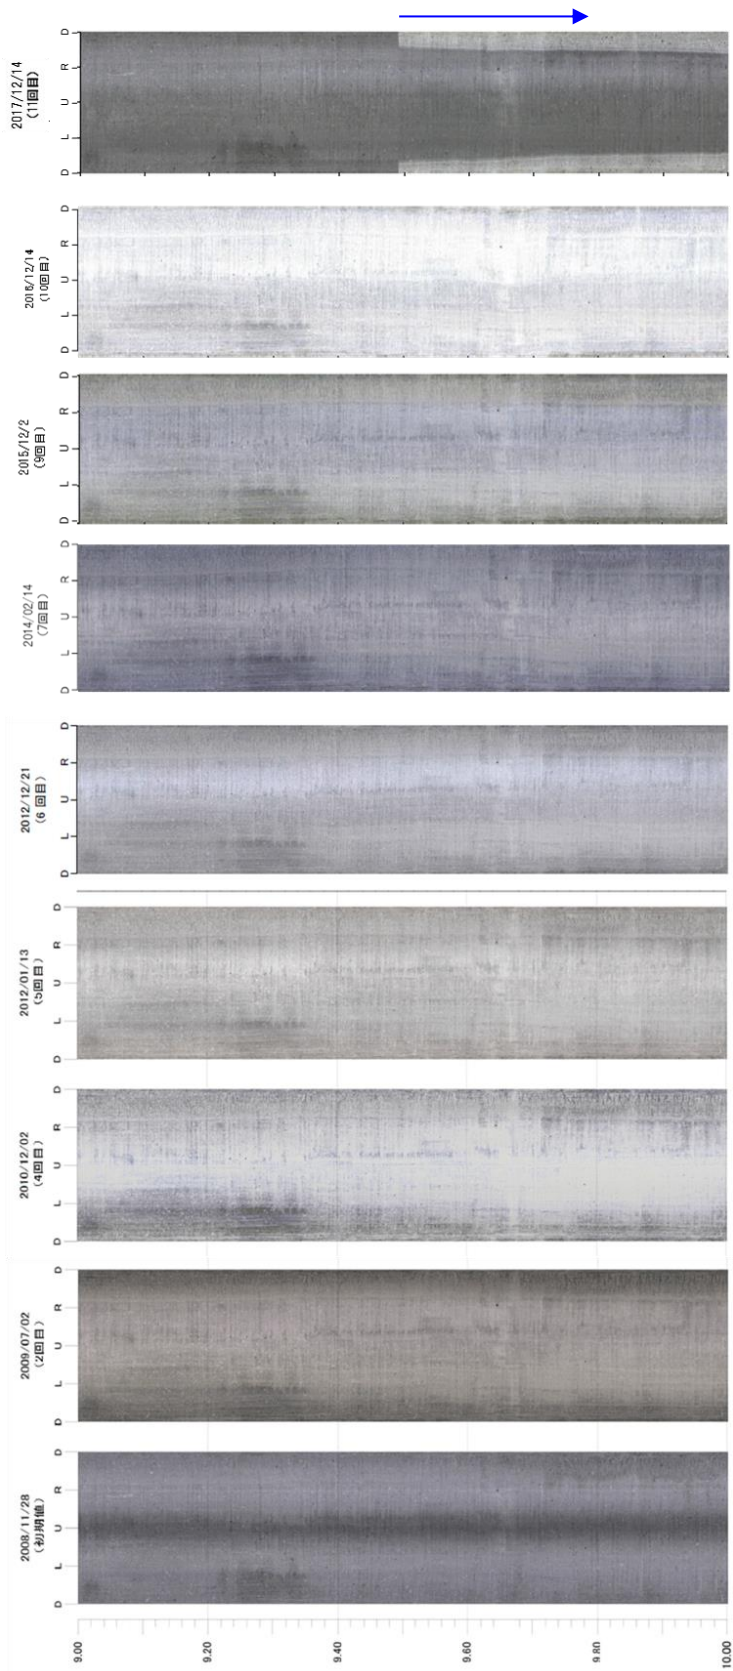 2017/12/14
(11回目)
D
R
U
L
D
2016/12/14
(10回目)
D
R
U
L
D
2015/12/2
(9回目)
D
R
U
L
D
2014/02/14
(7回目)
D
R
U
L
D
2012/12/21
(6 回目)
D
R
U
L
D
2012/01/13
(5回目)
D
R
U
L
D
2010/12/02
(4回目)
D
R
U
L
D
2009/07/02
(2回目)
D
R
U
L
D
2008/11/28
(初期値)
D
R
U
L
D
9.00
9.20
9.40
9.60
9.80
10.00